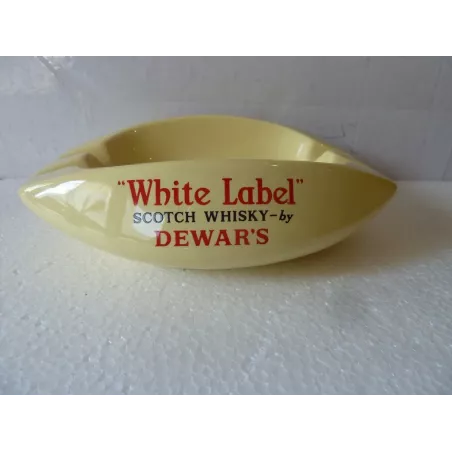 "White Label"
SCOTCH WHISKY-by
DEWAR'S